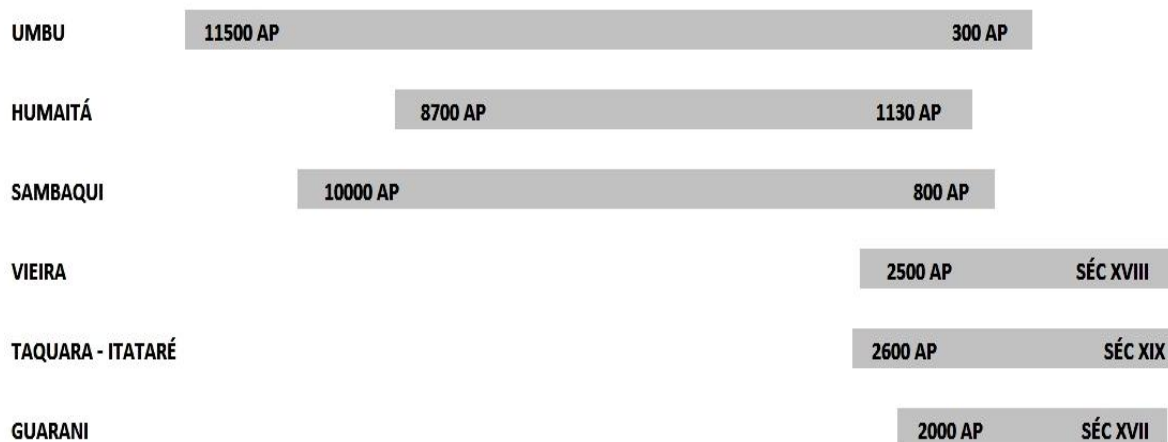 UMBU 11500 AP 300 AP
HUMAITÁ 8700 AP 1130 AP
SAMBAQUI 10000 AP 800 AP
VIEIRA 2500 AP SÉC XVIII
TAQUARA - ITATARÉ 2600 AP SÉC XIX
GUARANI 2000 AP SÉC XVII